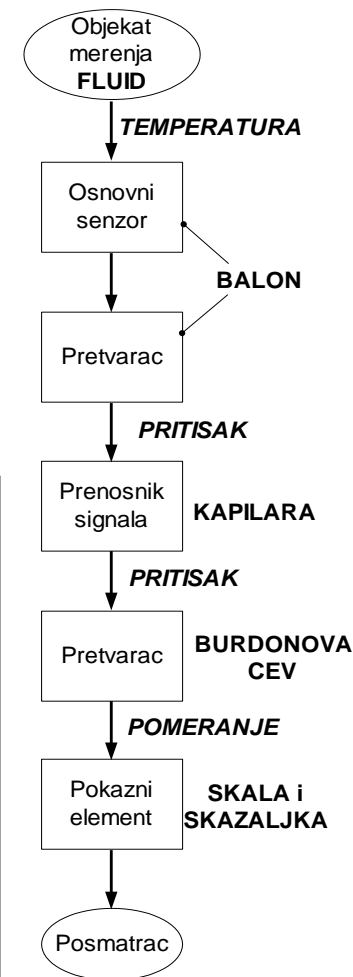 Objekat
merenja
FLUID
TEMPERATURA
Osnovni
senzor
BALON
Pretvarac
PRITISAK
Prenosnik
signala
KAPILARA
PRITISAK
Pretvarac
BURDONOVA
CEV
POMERANJE
Pokazni
element
SKALA i
SKAZALJKA
Posmatrac